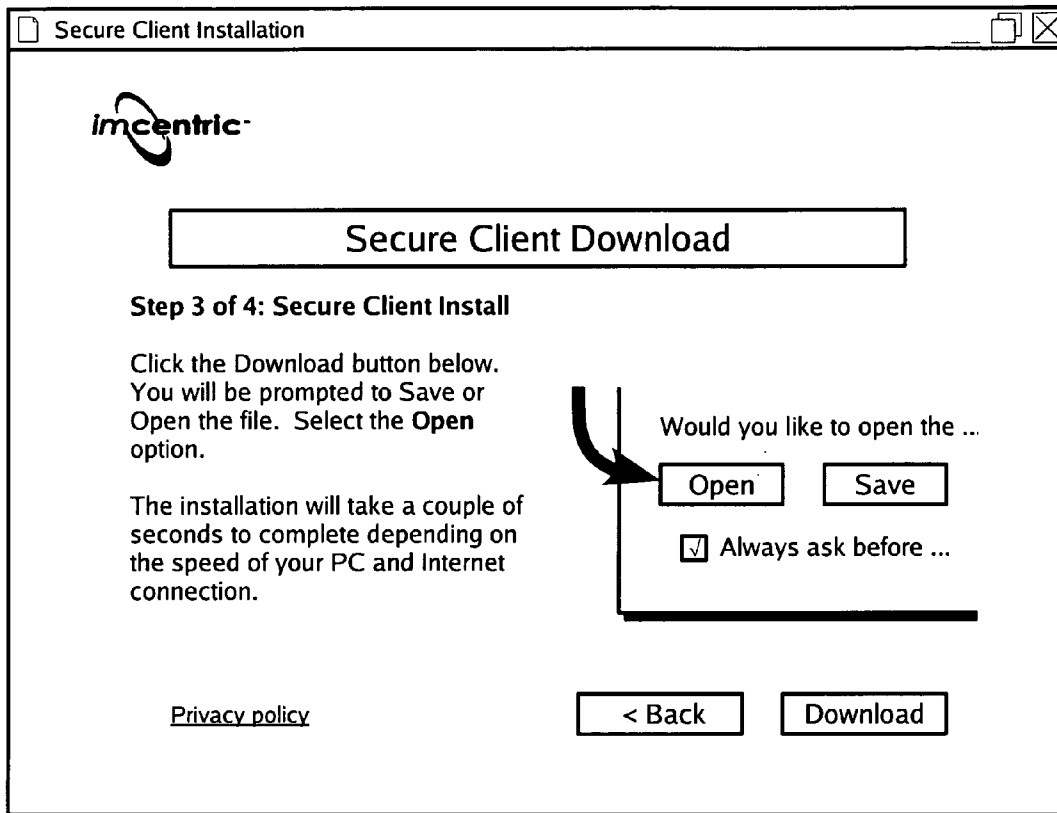 Secure Client Installation
imcentric
Secure Client Download
Step 3 of 4: Secure Client Install
Click the Download button below.
You will be prompted to Save or
Open the file. Select the Open
option.
The installation will take a couple of
seconds to complete depending on
the speed of your PC and Internet
connection.
Would you like to open the ...
Open
Save
√ Always ask before ...
Privacy policy
< Back
Download